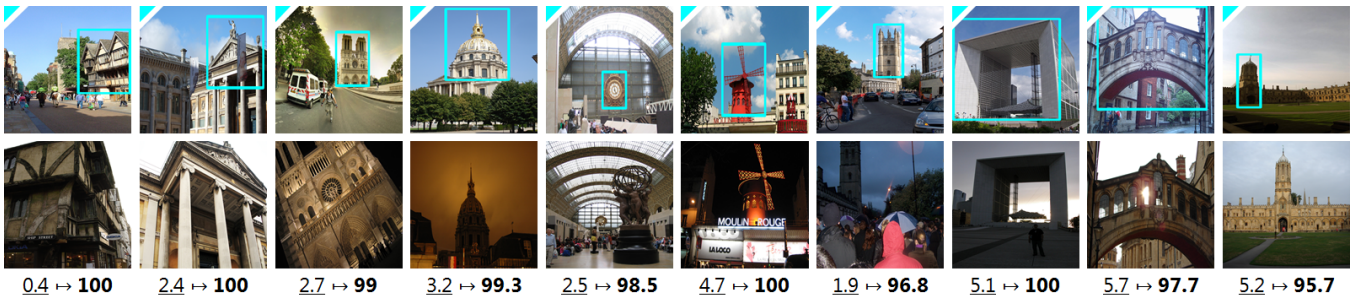 MOULIN ROUGE
LA LOCO
0.4 ↦ 100
2.4 ↦ 100
2.7 ↦ 99
3.2 ↦ 99.3
2.5 ↦ 98.5
4.7 ↦ 100
1.9 ↦ 96.8
5.1 ↦ 100
5.7 ↦ 97.7
5.2 ↦ 95.7